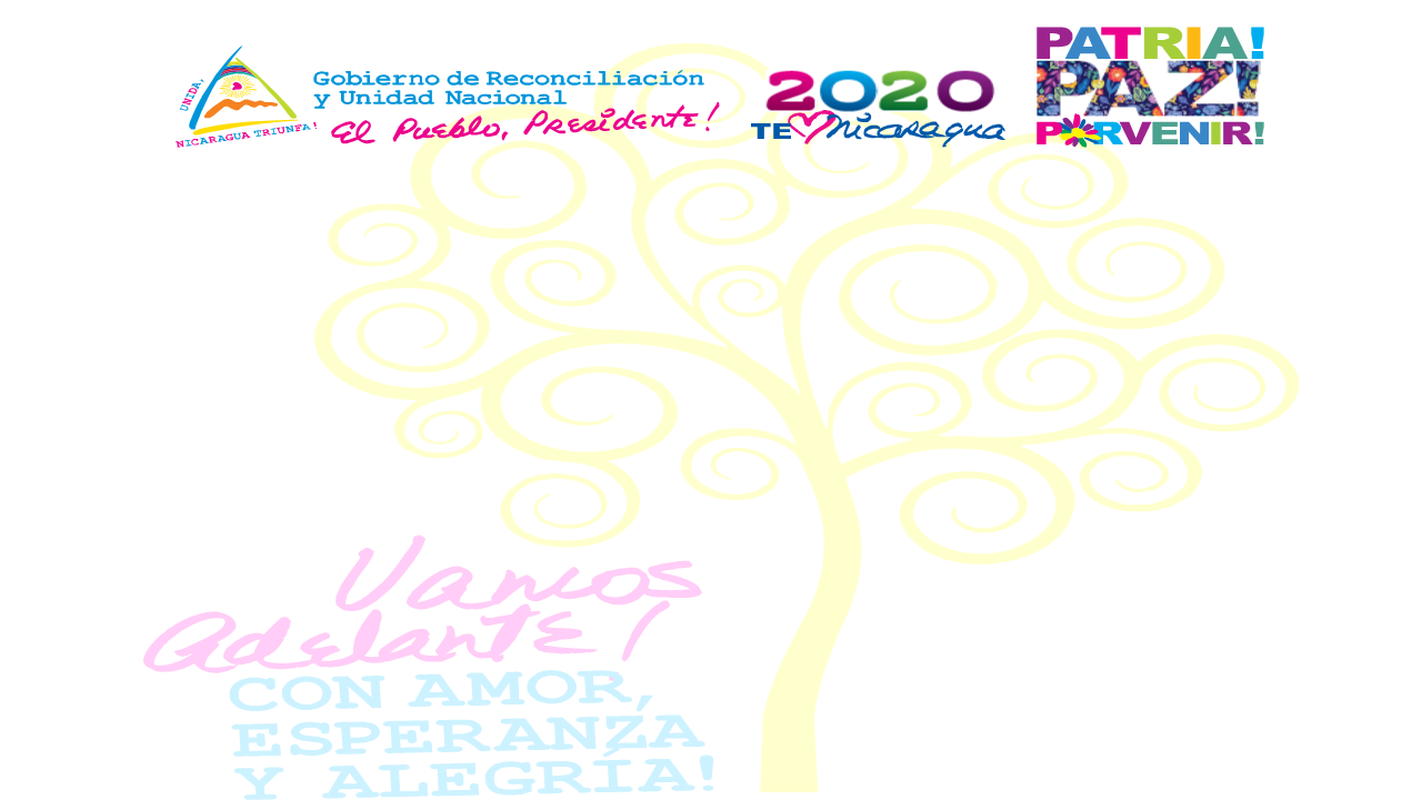 UNIDA,
NICARAGUA TRIUNFA!
Gobierno de Reconciliación
y Unidad Nacional
El Pueblo, Presidente!
2020
TE Nicaragua
PATRIA!
PAZ!
PORVENIR!
Vamos
Adelante!
CON AMOR,
ESPERANZA
Y ALEGRÍA!